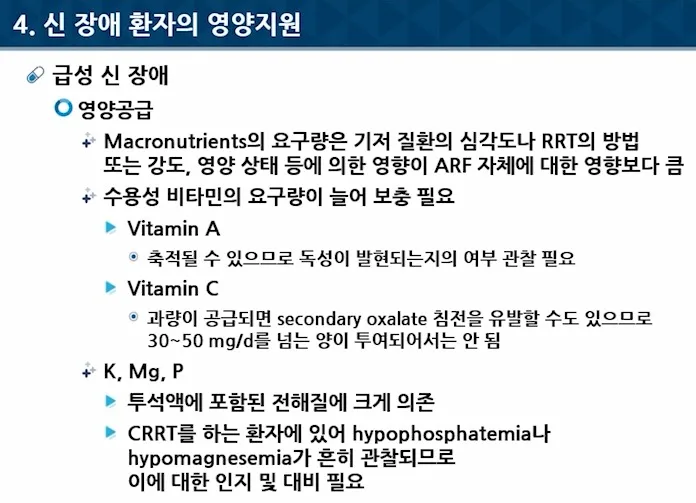 4. 신 장애 환자의 영양지원
급성 신 장애
영양공급
Macronutrients의 요구량은 기저 질환의 심각도나 RRT의 방법
또는 강도, 영양 상태 등에 의한 영향이 ARF 자체에 대한 영향보다 큼
수용성 비타민의 요구량이 늘어 보충 필요
Vitamin A
축적될 수 있으므로 독성이 발현되는지의 여부 관찰 필요
Vitamin C
과량이 공급되면 secondary oxalate 침전을 유발할 수도 있으므로
30~50 mg/d를 넘는 양이 투여되어서는 안 됨
K, Mg, P
투석액에 포함된 전해질에 크게 의존
CRRT를 하는 환자에 있어 hypophosphatemia나
hypomagnesemia가 흔히 관찰되므로
이에 대한 인지 및 대비 필요